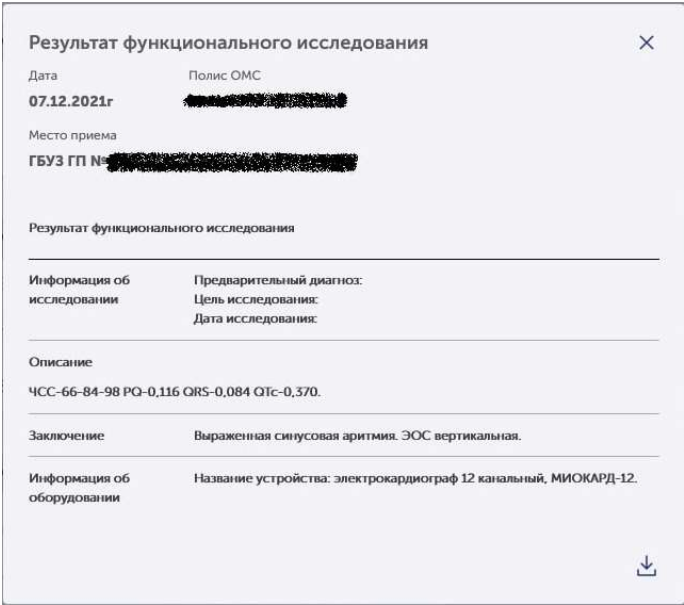 Результат функционального исследования
Дата Полис ОМС
07.12.2021г
Место приема
ГБУЗ ГП №
Результат функционального исследования
Информация об исследовании
Предварительный диагноз:
Цель исследования:
Дата исследования:
Описание
ЧСС-66-84-98 PQ-0,116 QRS-0,084 QTc-0,370.
Заключение Выраженная синусовая аритмия. ЭОС вертикальная.
Информация об оборудовании
Название устройства: электрокардиограф 12 канальный, МИОКАРД-12.